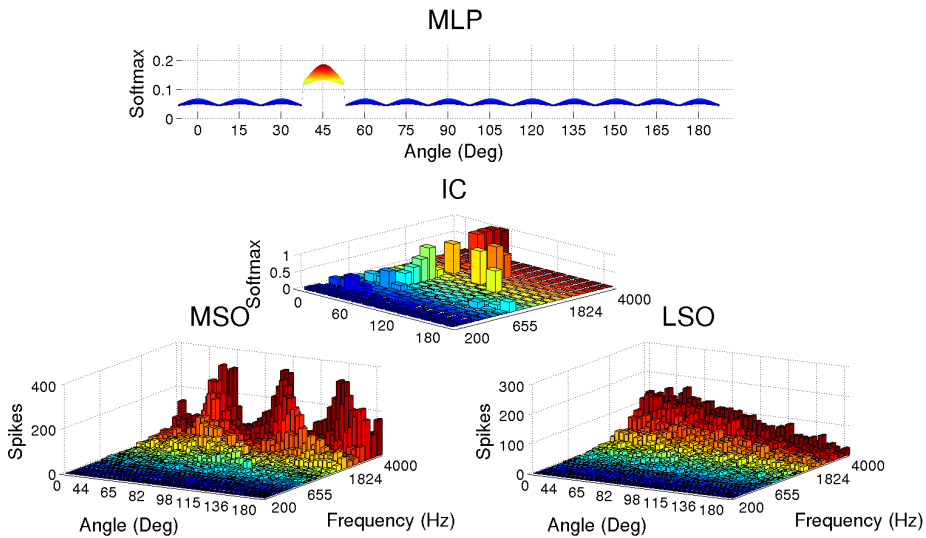 MLP
Softmax
0.2
0.1
0
0 15 30 45 60 75 90 105 120 135 150 165 180
Angle (Deg)
IC
Softmax
1
0.5
0
0 60 120 180
200 655 1824 4000
MSO
Spikes
400
200
0
0 44 65 82 98 115 136 180
Angle (Deg)
200 655 1824 4000
Frequency (Hz)
LSO
Spikes
300
200
100
0
0 44 65 82 98 115 136 180
Angle (Deg)
200 655 1824 4000
Frequency (Hz)